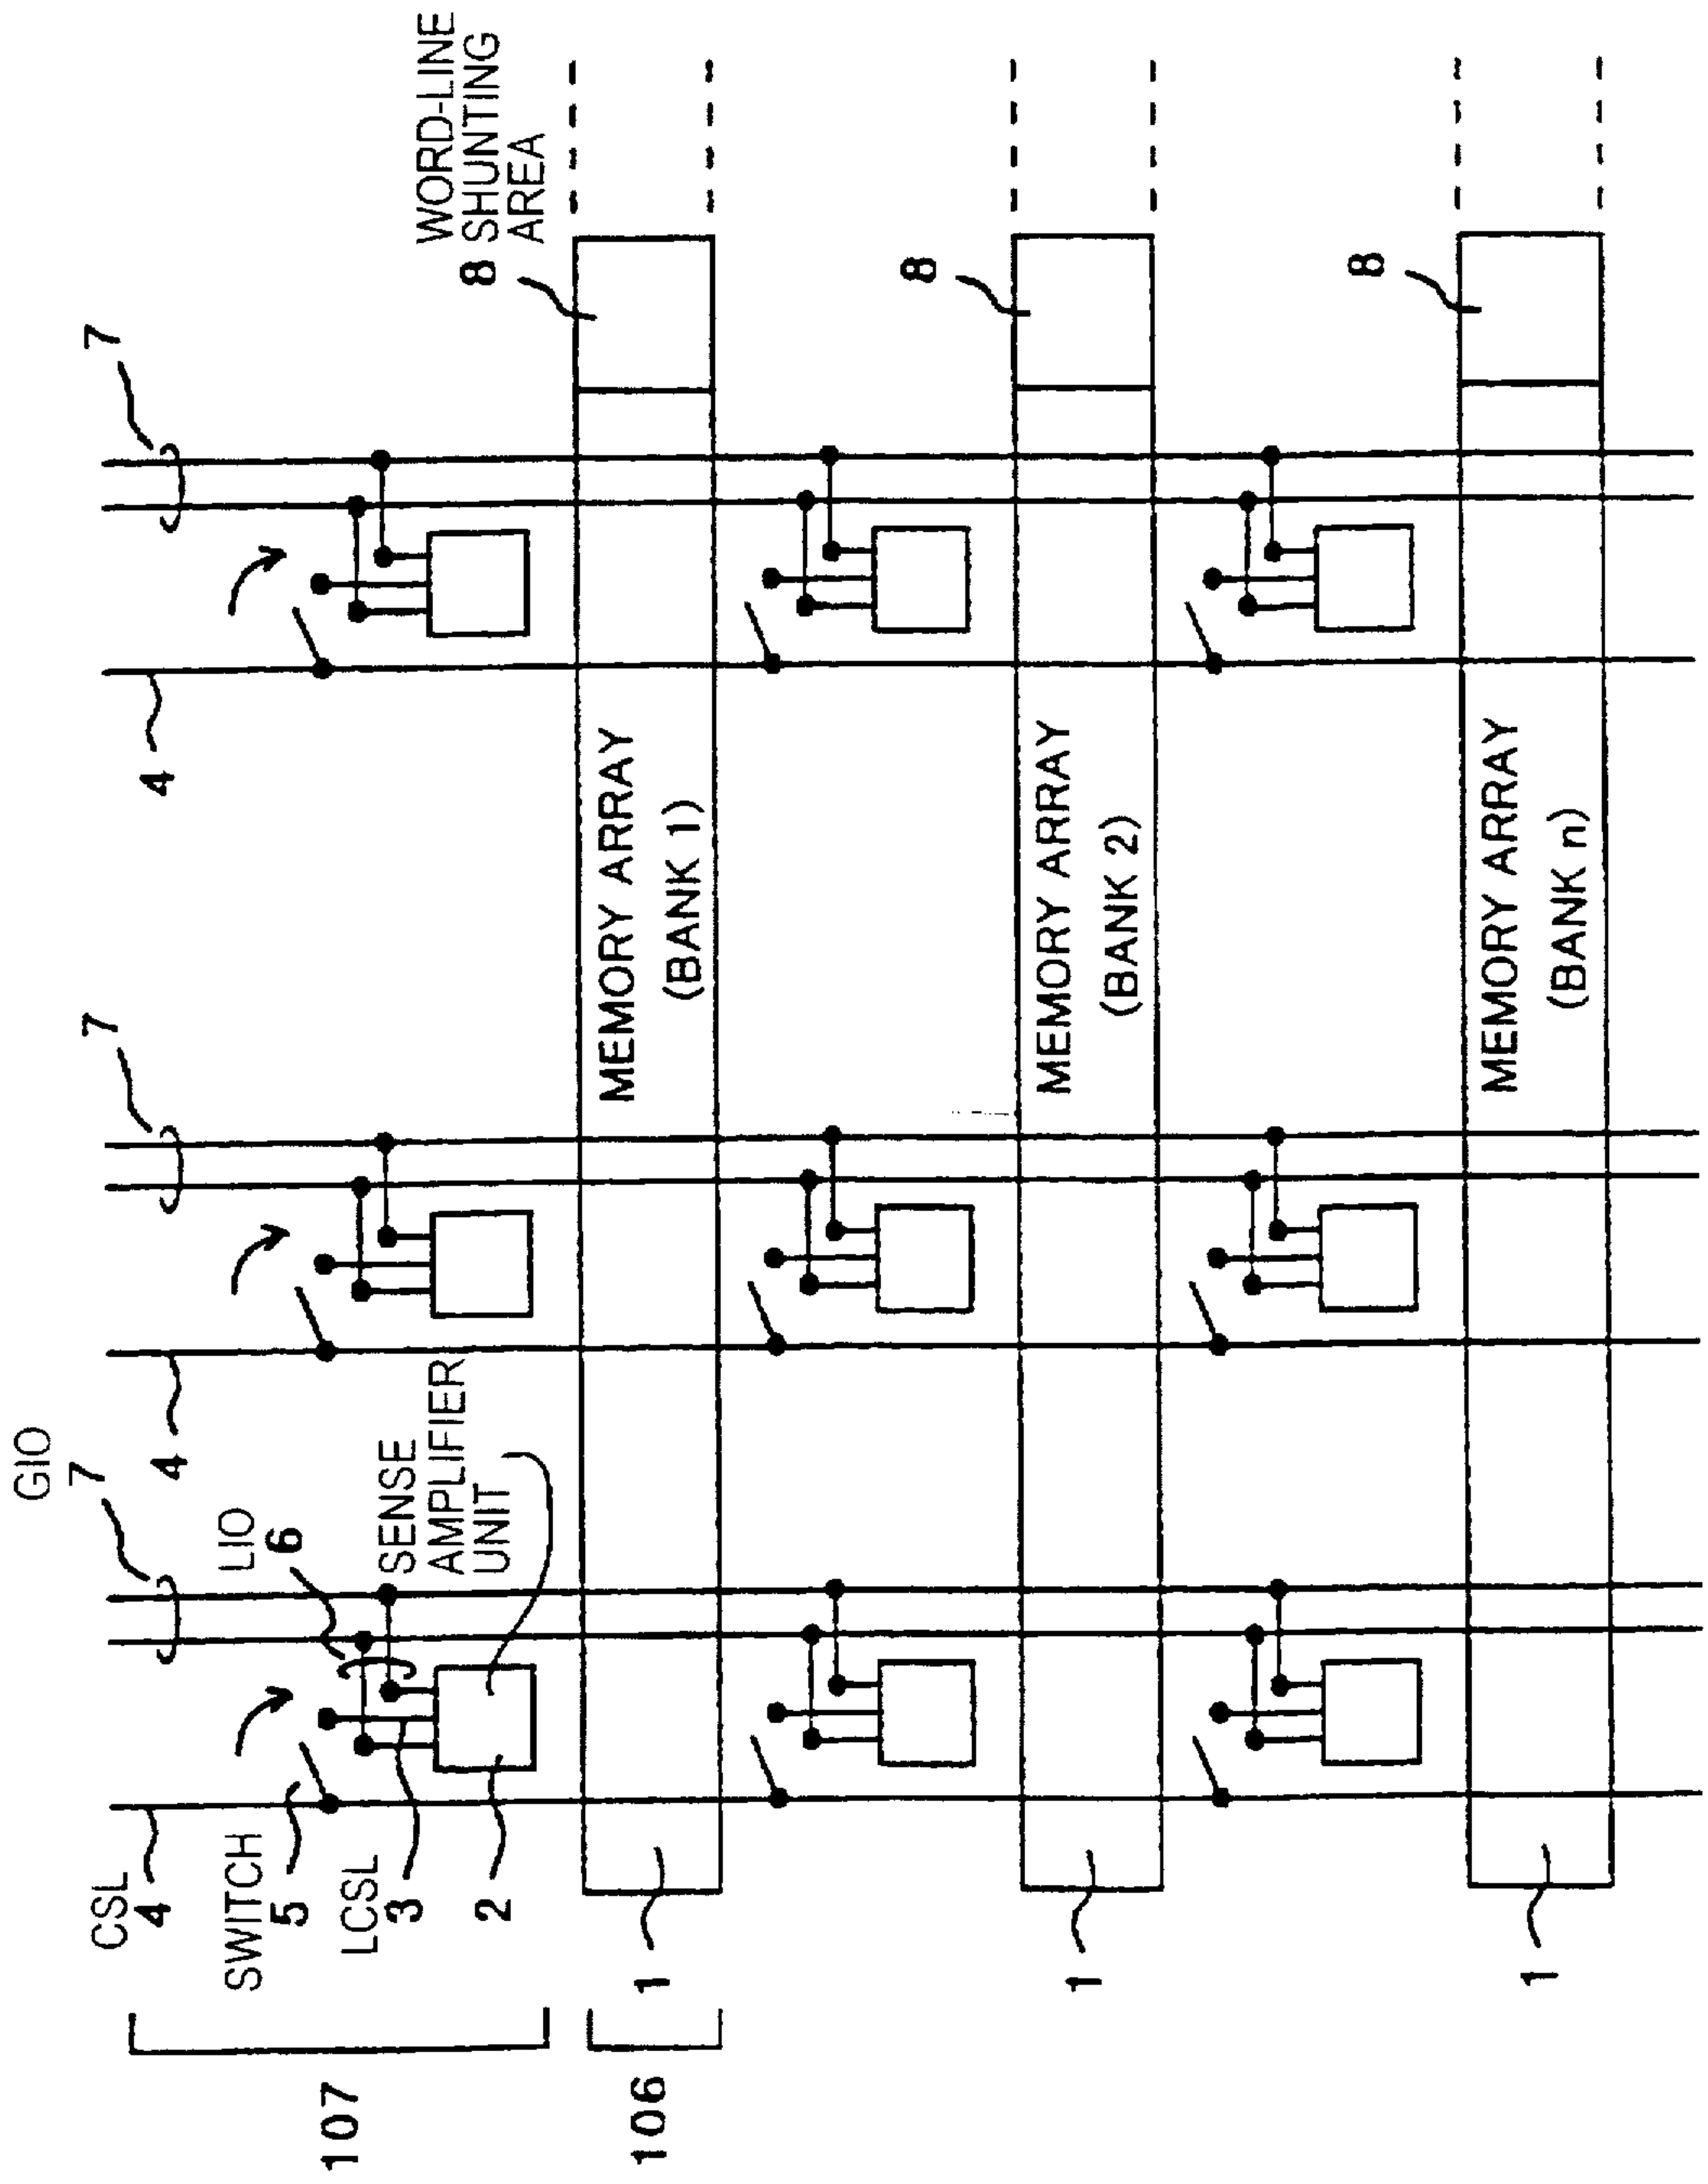 GIO
7
CSL
4
SWITCH
5
LCSL
3
2
LIO
6
SENSE
AMPLIFIER
UNIT
4
7
4
7
WORD-LINE
SHUNTING
AREA
8
107
106
1
MEMORY ARRAY
(BANK 1)
8
1
MEMORY ARRAY
(BANK 2)
8
1
MEMORY ARRAY
(BANK n)